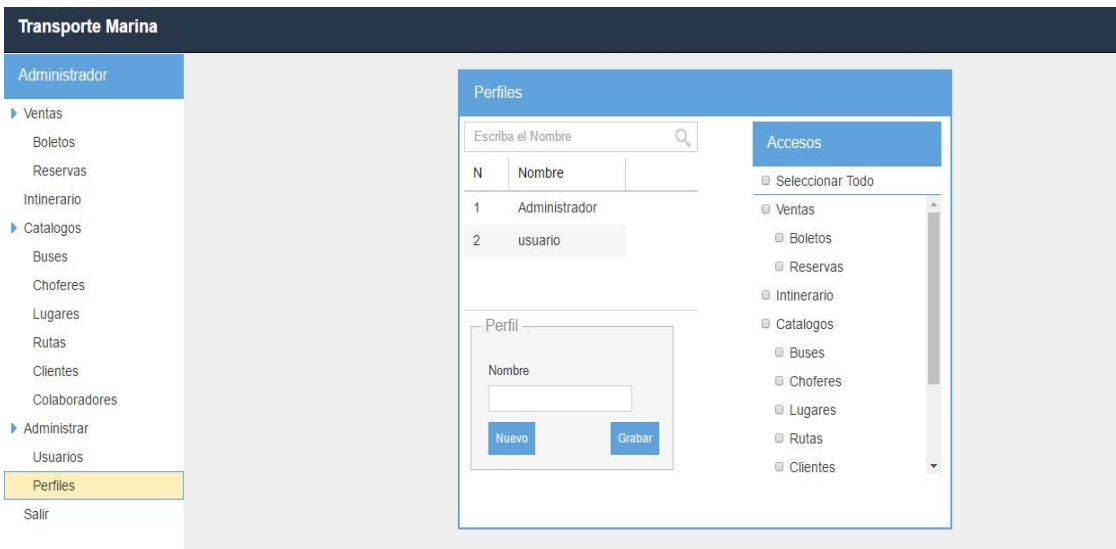 Transporte Marina
Administrador
Ventas
Boletos
Reservas
Intinerario
Catalogos
Buses
Choferes
Lugares
Rutas
Clientes
Colaboradores
Administrar
Usuarios
Perfiles
Salir
Perfiles
Escriba el Nombre
N Nombre
1 Administrador
2 usuario
Perfil
Nombre
Nuevo Grabar
Accesos
Seleccionar Todo
Ventas
Boletos
Reservas
Intinerario
Catalogos
Buses
Choferes
Lugares
Rutas
Clientes